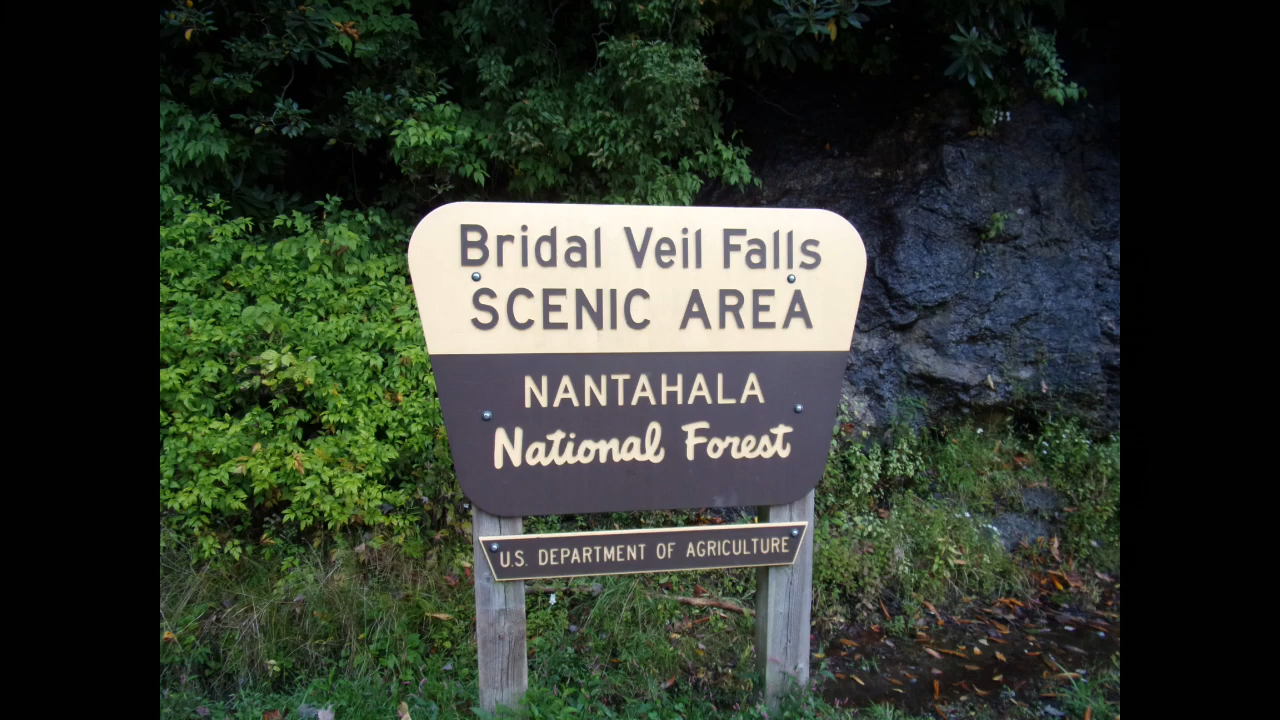 Bridal Veil Falls
SCENIC AREA
NANTAHALA
National Forest
U.S. DEPARTMENT OF AGRICULTURE